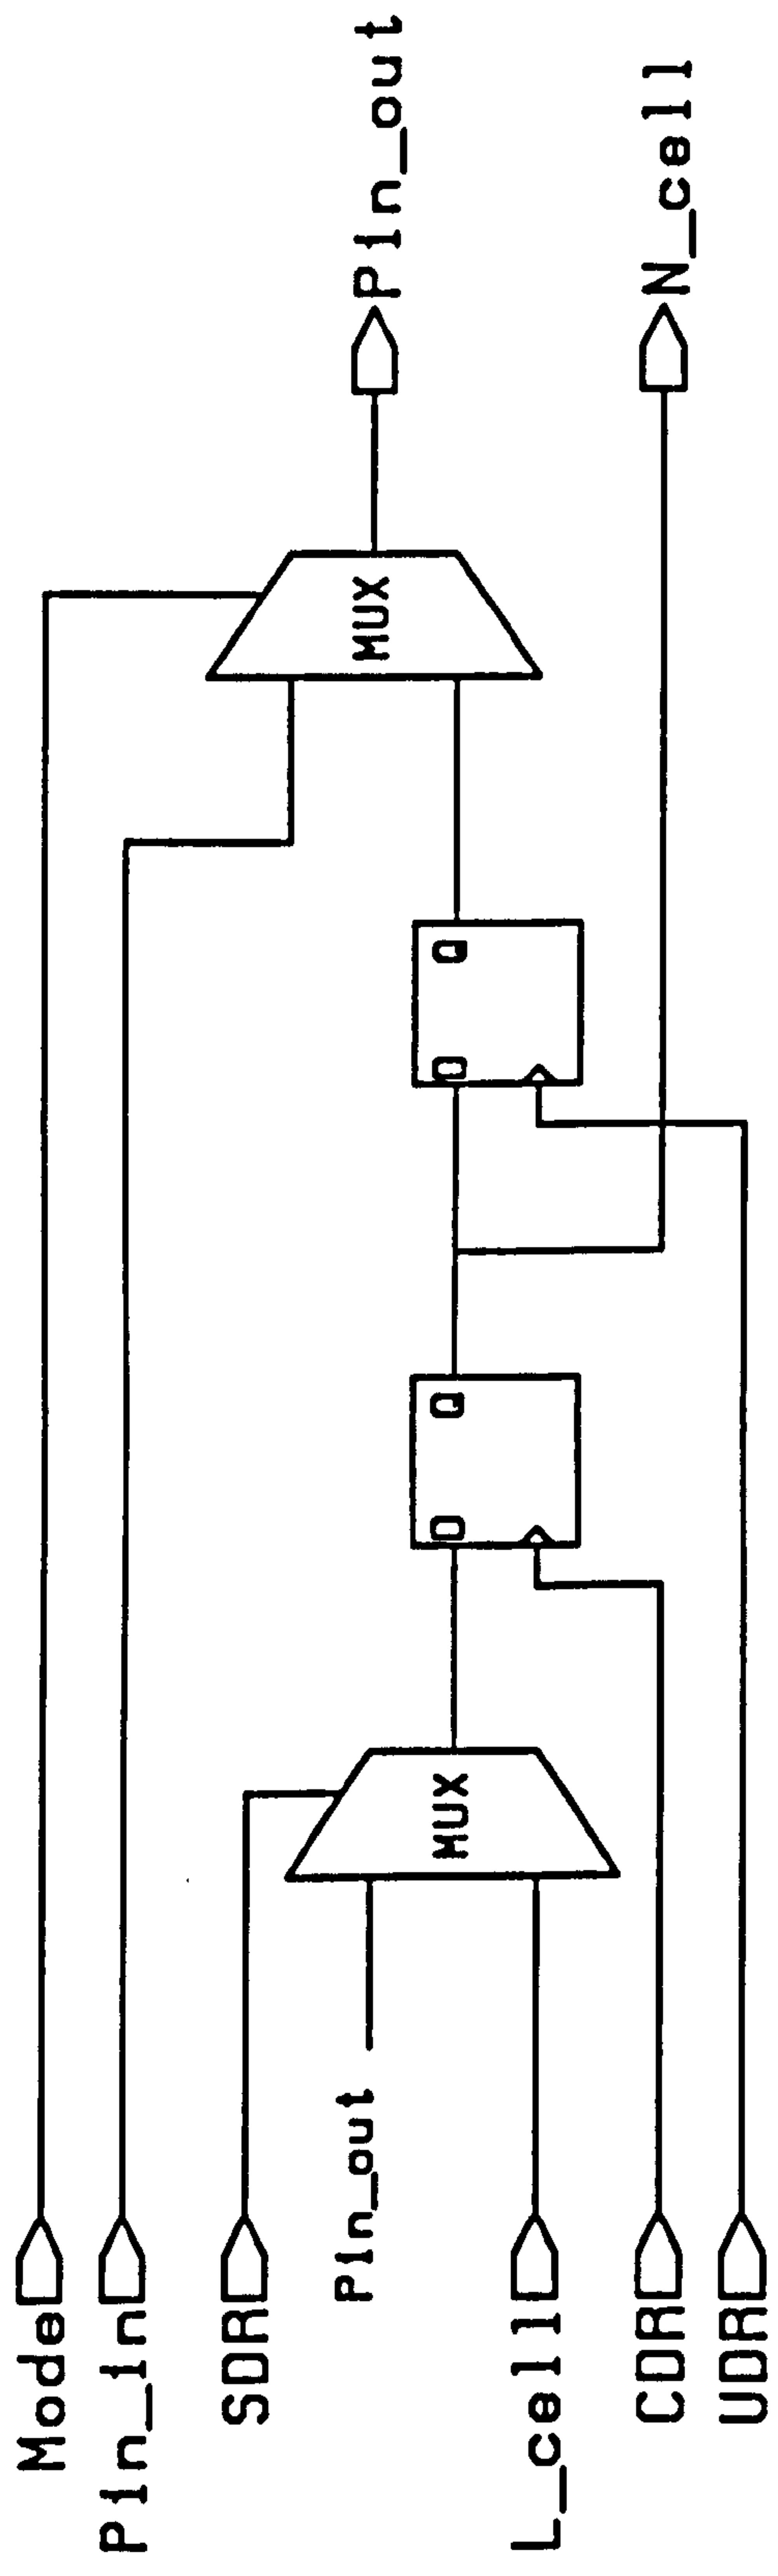 Mode
Pin_in
SDR
Pin_out
L_cell
CDR
UDR
MUX
D
Q
D
Q
MUX
Pin_out
N_cell